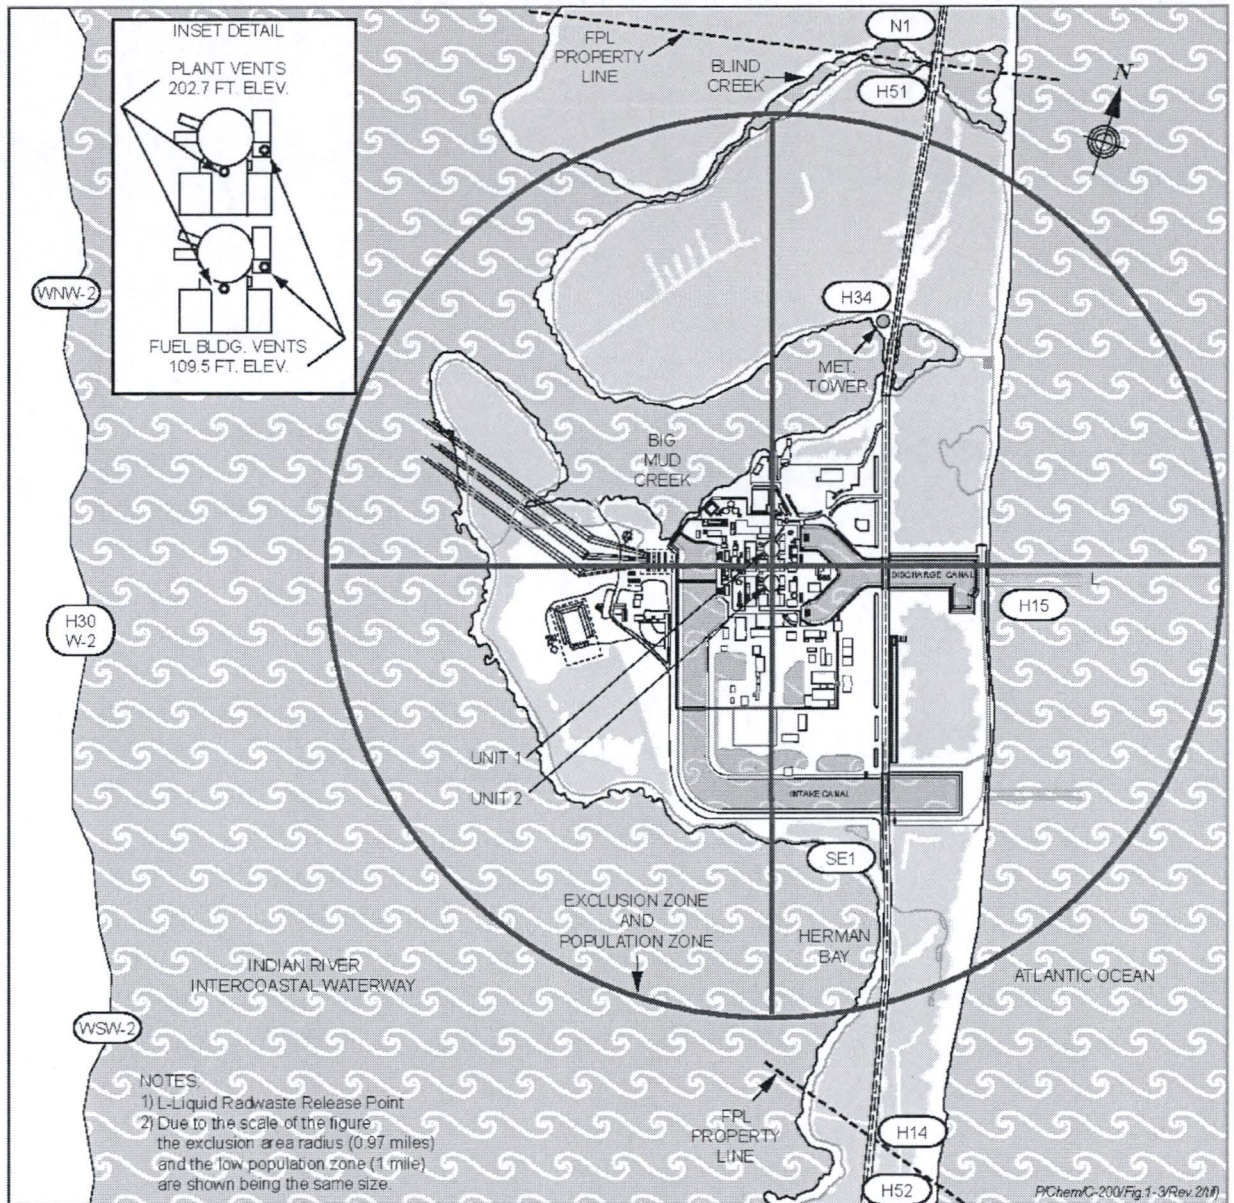 INSET DETAIL
PLANT VENTS
202.7 FT. ELEV.
FUEL BLDG. VENTS
109.5 FT. ELEV.
FPL
PROPERTY
LINE
BLIND
CREEK
N1
H51
N
WNW-2
H34
MET.
TOWER
BIG
MUD
CREEK
DISCHARGE CANAL
L
H15
H30
W-2
UNIT 1
UNIT 2
INTAKE CANAL
SE1
EXCLUSION ZONE
AND
POPULATION ZONE
HERMAN
BAY
INDIAN RIVER
INTERCOASTAL WATERWAY
ATLANTIC OCEAN
WSW-2
NOTES:
1) L-Liquid Radwaste Release Point
2) Due to the scale of the figure
the exclusion area radius (0.97 miles)
and the low population zone (1 mile)
are shown being the same size.
FPL
PROPERTY
LINE
H14
H52